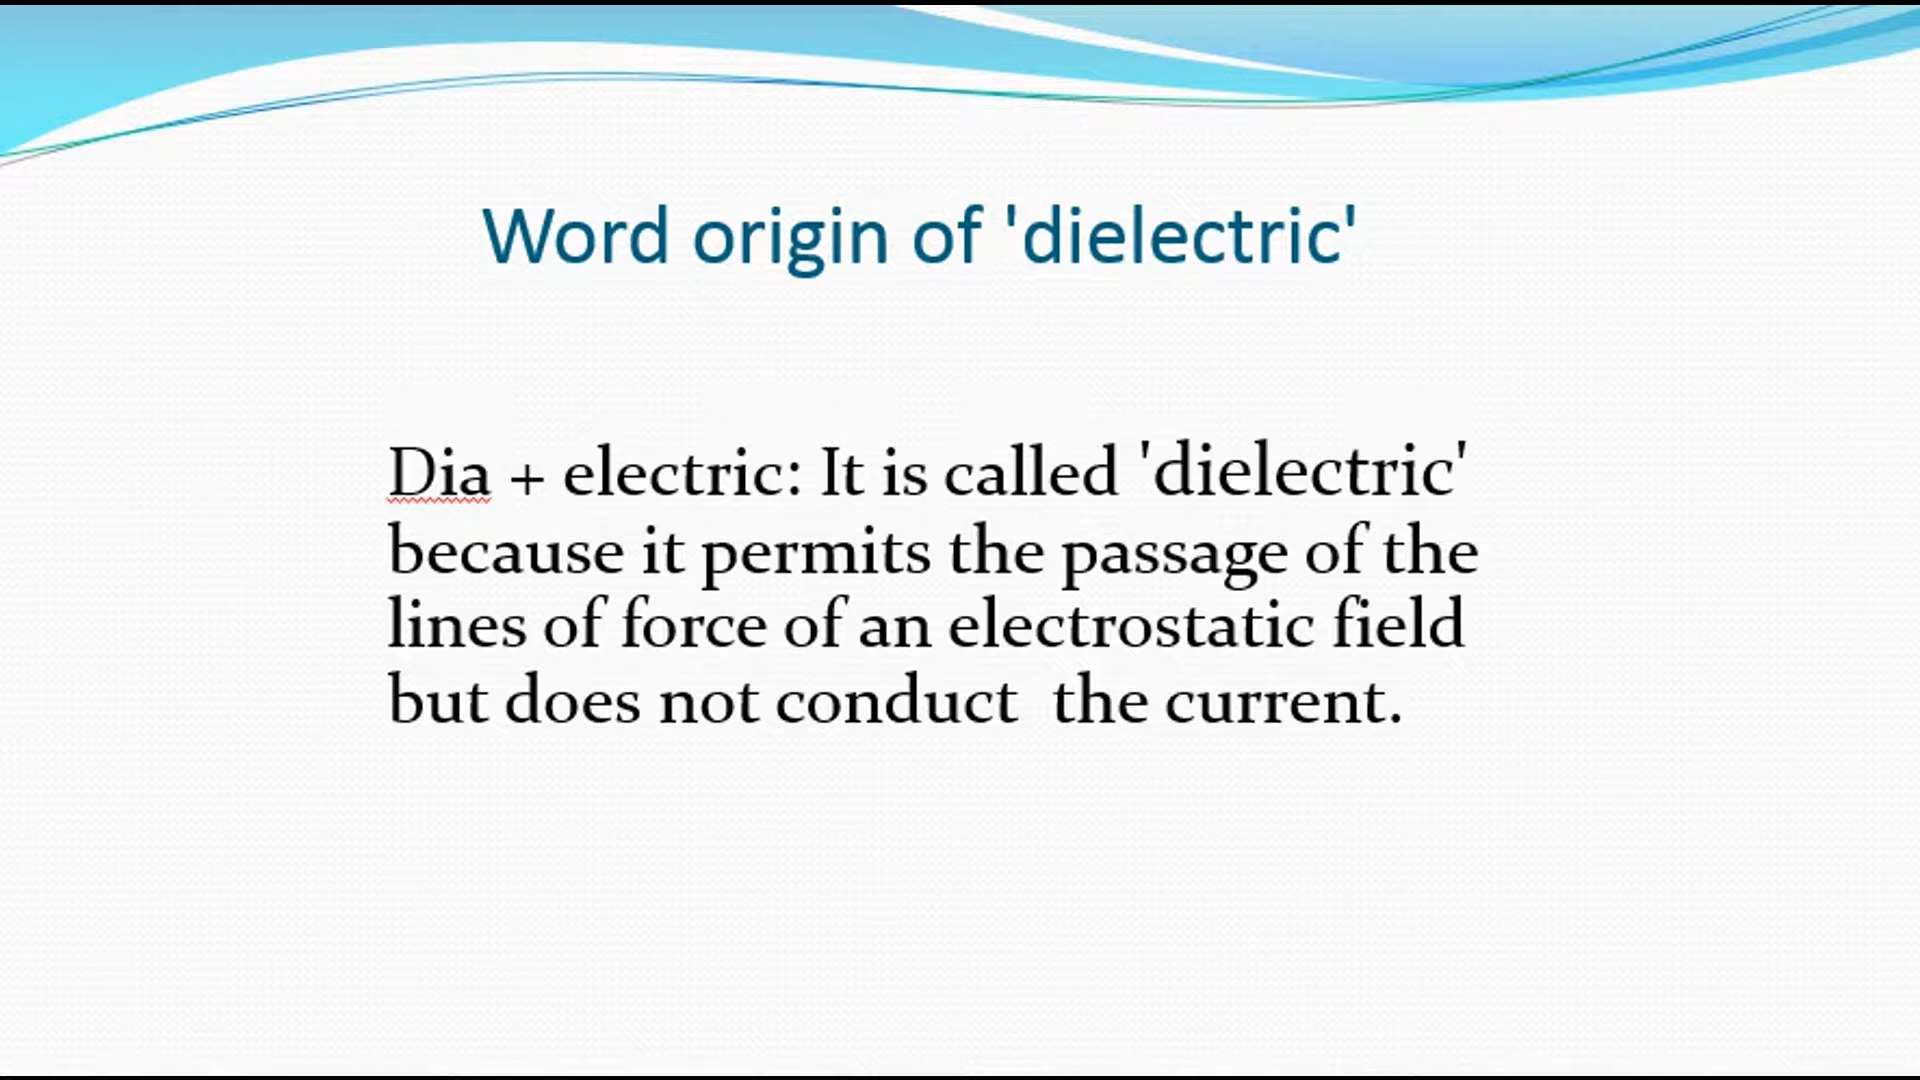 Word origin of 'dielectric'
Dia + electric: It is called 'dielectric'
because it permits the passage of the
lines of force of an electrostatic field
but does not conduct  the current.